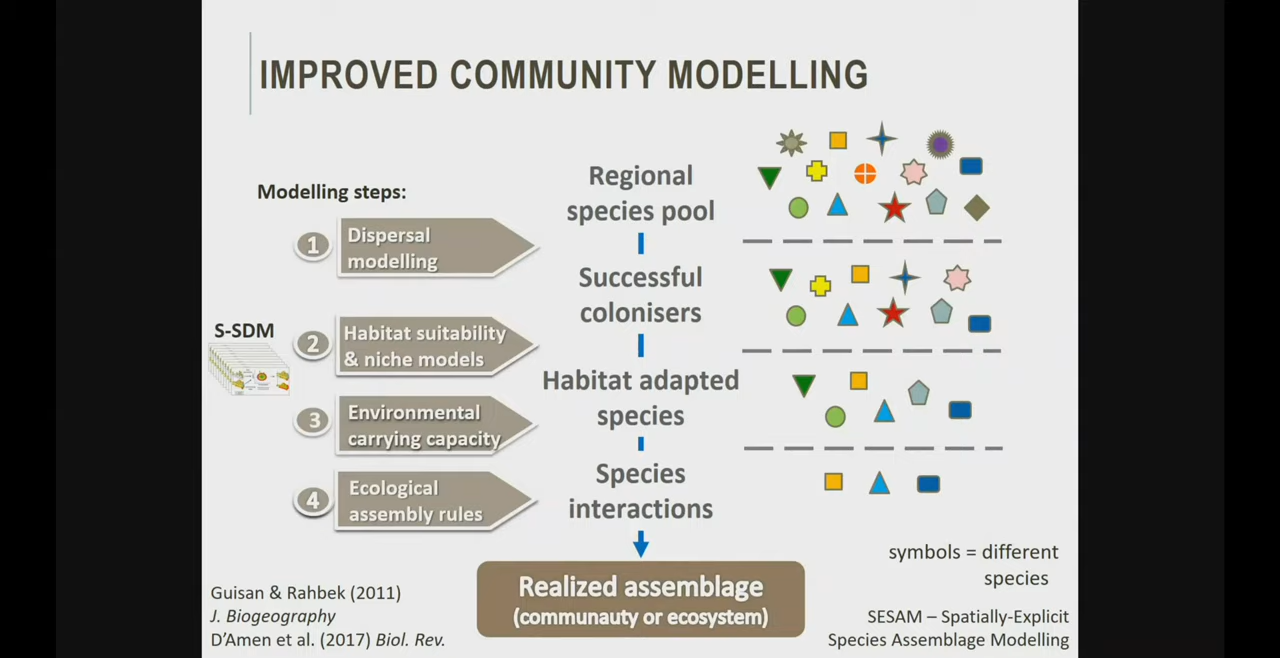 IMPROVED COMMUNITY MODELLING
Modelling steps:
1
Dispersal
modelling
S-SDM
2
Habitat suitability
& niche models
3
Environmental
carrying capacity
4
Ecological
assembly rules
Regional
species pool
Successful
colonisers
Habitat adapted
species
Species
interactions
Realized assemblage
(communauty or ecosystem)
symbols = different
species
Guisan & Rahbek (2011)
J. Biogeography
D'Amen et al. (2017) Biol. Rev.
SESAM – Spatially-Explicit
Species Assemblage Modelling